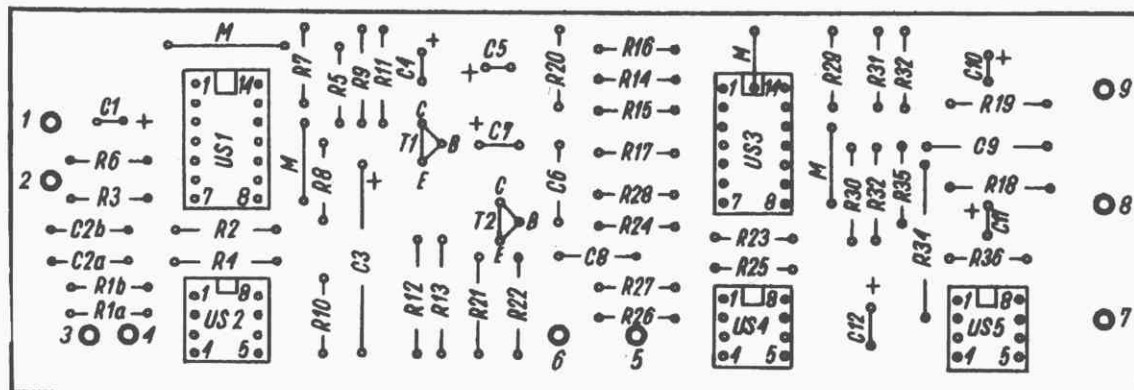 M
R7
R5
R9
R11
C4
+
+
C5
R20
R16
R14
R15
R17
R28
R24
R27
R26
M
R29
R31
R32
C10
+
R19
9
1
C1
+
1
14
US1
7
8
R6
2
R3
C2b
C2a
R1b
R1a
3
4
R2
R4
1
8
US2
4
5
M
R8
R10
+
C3
C
T1
B
E
+
C7
C
T2
B
E
R12
R13
R21
R22
C6
C8
6
5
1
14
US3
7
8
M
R30
R32
R35
R34
C9
R18
+
C11
8
R23
R25
R36
1
8
US4
4
5
+
C12
1
8
US5
4
5
7